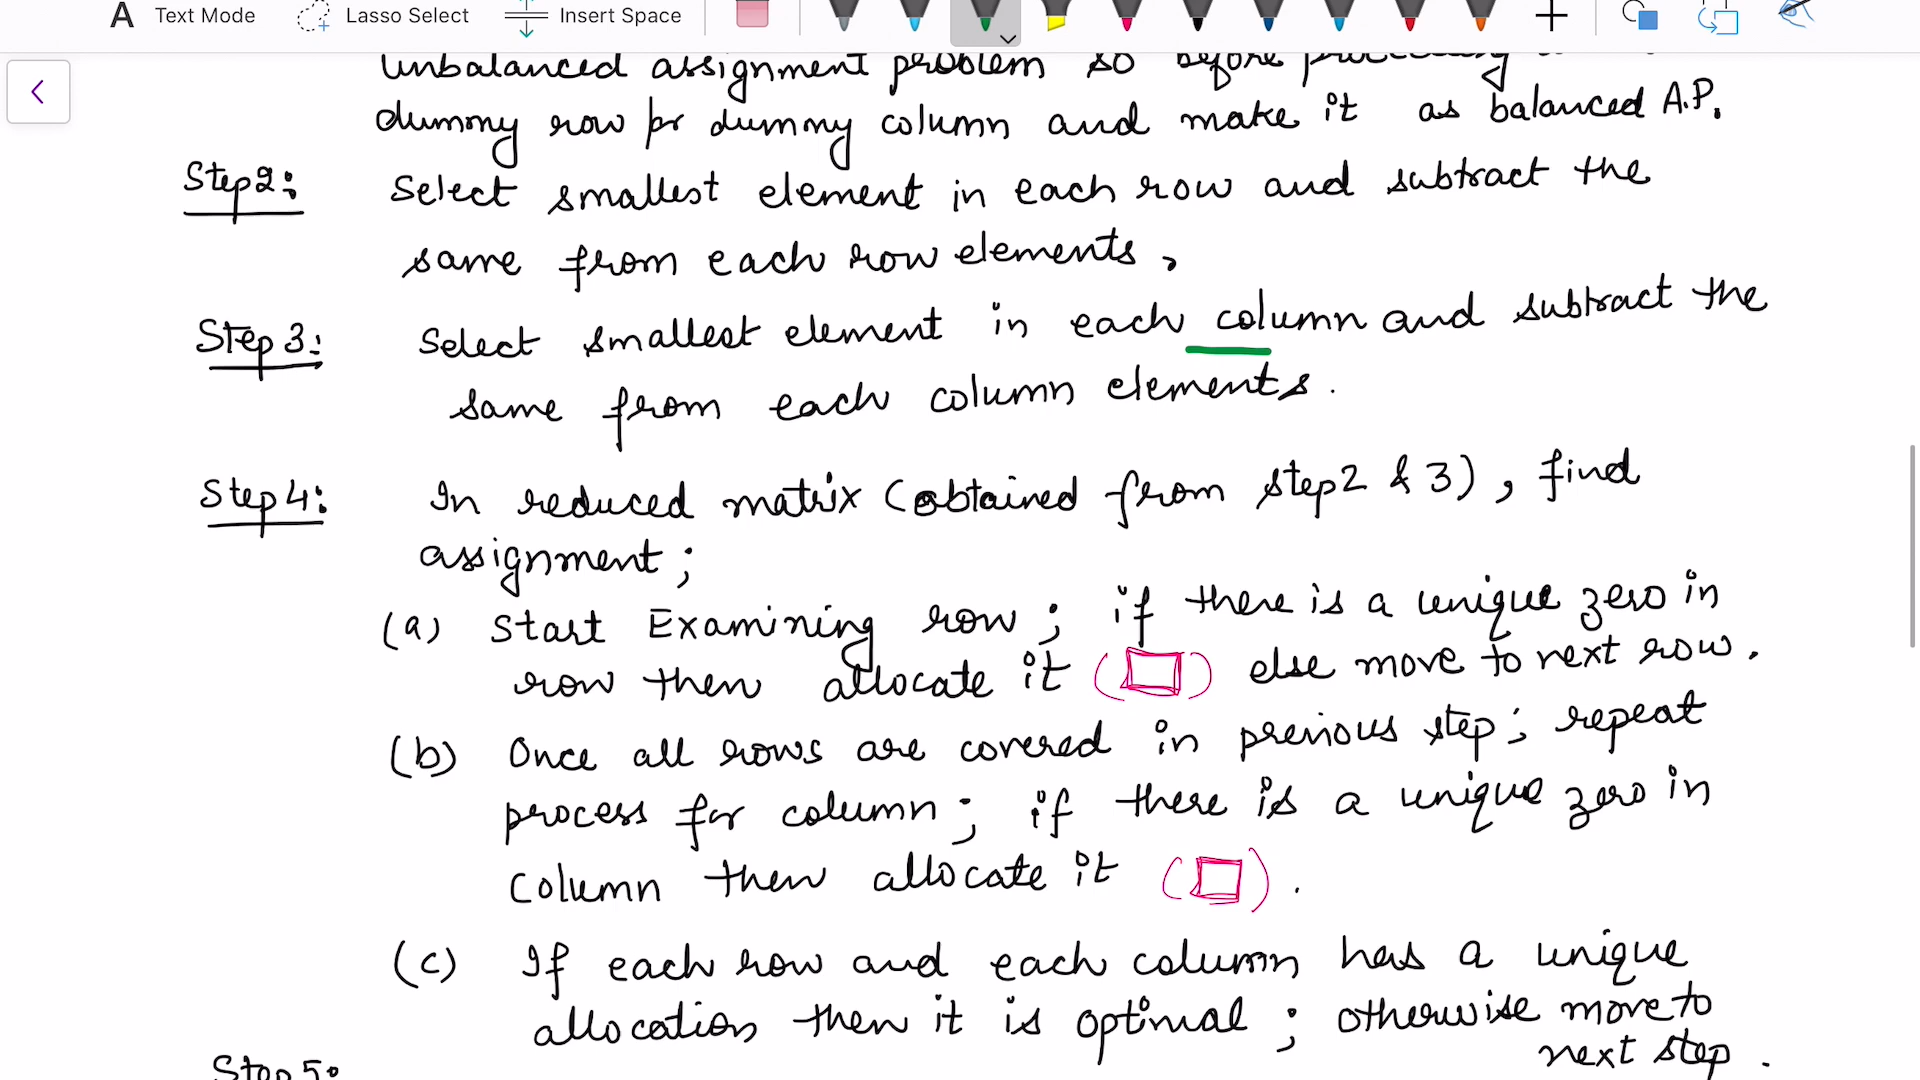 Text Mode Lasso Select Insert Space
unbalanced assignment problem so before
dummy row or dummy column and make it as balanced A.P.
Step2: Select smallest element in each row and subtract the
same from each row elements,
Step 3: Select smallest element in each column and subtract the
same from each column elements.
Step4: In reduced matrix (obtained from step2 & 3), find
assignment;
(a) Start Examining row; if there is a unique zero in
row then allocate it (□) else move to next row.
(b) Once all rows are covered in previous step; repeat
process for column; if there is a unique zero in
column then allocate it (□).
(c) If each row and each column has a unique
allocation then it is optimal; otherwise move to
next step.
Step 5: